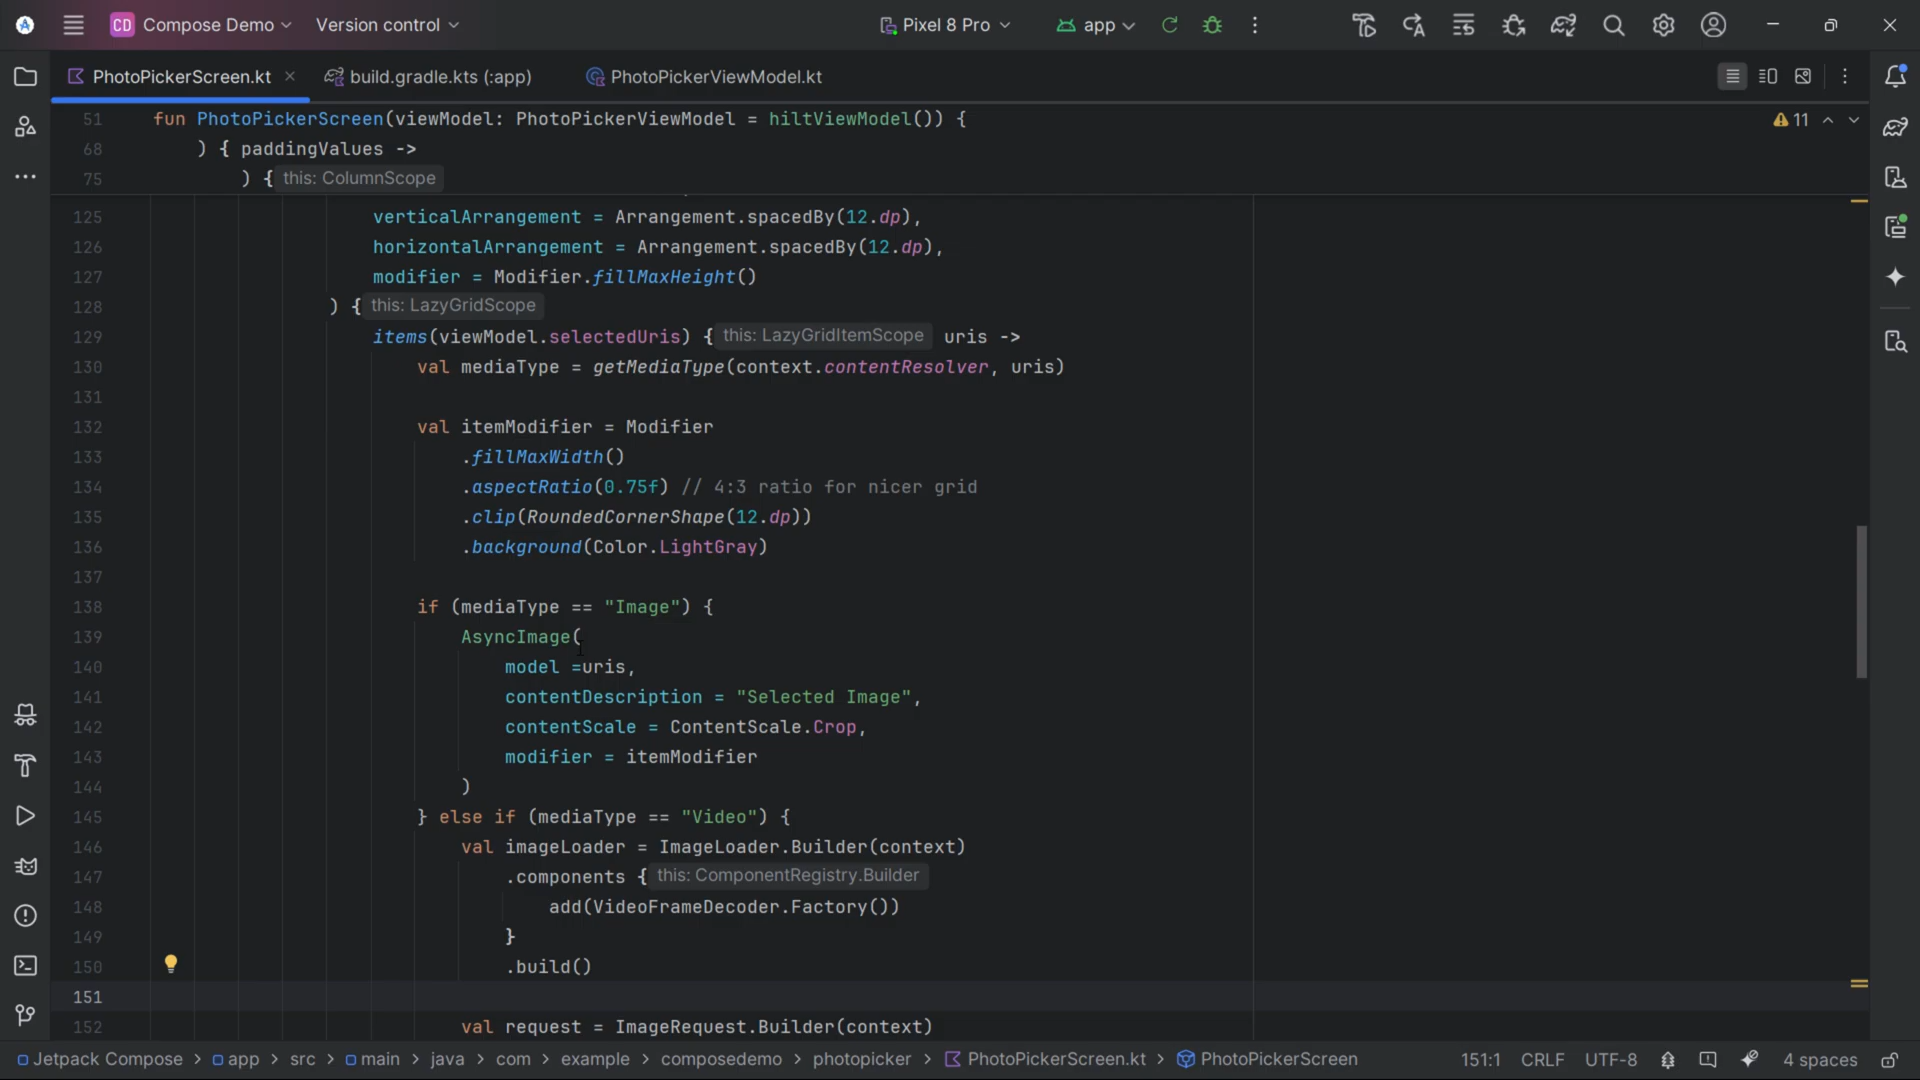 CD Compose Demo Version control Pixel 8 Pro app
PhotoPickerScreen.kt build.gradle.kts (:app) PhotoPickerViewModel.kt
51 fun PhotoPickerScreen(viewModel: PhotoPickerViewModel = hiltViewModel()) { 11
68 ) { paddingValues ->
75 ) { this: ColumnScope
125 verticalArrangement = Arrangement.spacedBy(12.dp),
126 horizontalArrangement = Arrangement.spacedBy(12.dp),
127 modifier = Modifier.fillMaxHeight()
128 ) { this: LazyGridScope
129 items(viewModel.selectedUris) { this: LazyGridItemScope uris ->
130 val mediaType = getMediaType(context.contentResolver, uris)
131
132 val itemModifier = Modifier
133 .fillMaxWidth()
134 .aspectRatio(0.75f) // 4:3 ratio for nicer grid
135 .clip(RoundedCornerShape(12.dp))
136 .background(Color.LightGray)
137
138 if (mediaType == "Image") {
139 AsyncImage(
140 model =uris,
141 contentDescription = "Selected Image",
142 contentScale = ContentScale.Crop,
143 modifier = itemModifier
144 )
145 } else if (mediaType == "Video") {
146 val imageLoader = ImageLoader.Builder(context)
147 .components { this: ComponentRegistry.Builder
148 add(VideoFrameDecoder.Factory())
149 }
150 .build()
151
152 val request = ImageRequest.Builder(context)
Jetpack Compose > app > src > main > java > com > example > composedemo > photopicker > PhotoPickerScreen.kt > PhotoPickerScreen 151:1 CRLF UTF-8 4 spaces